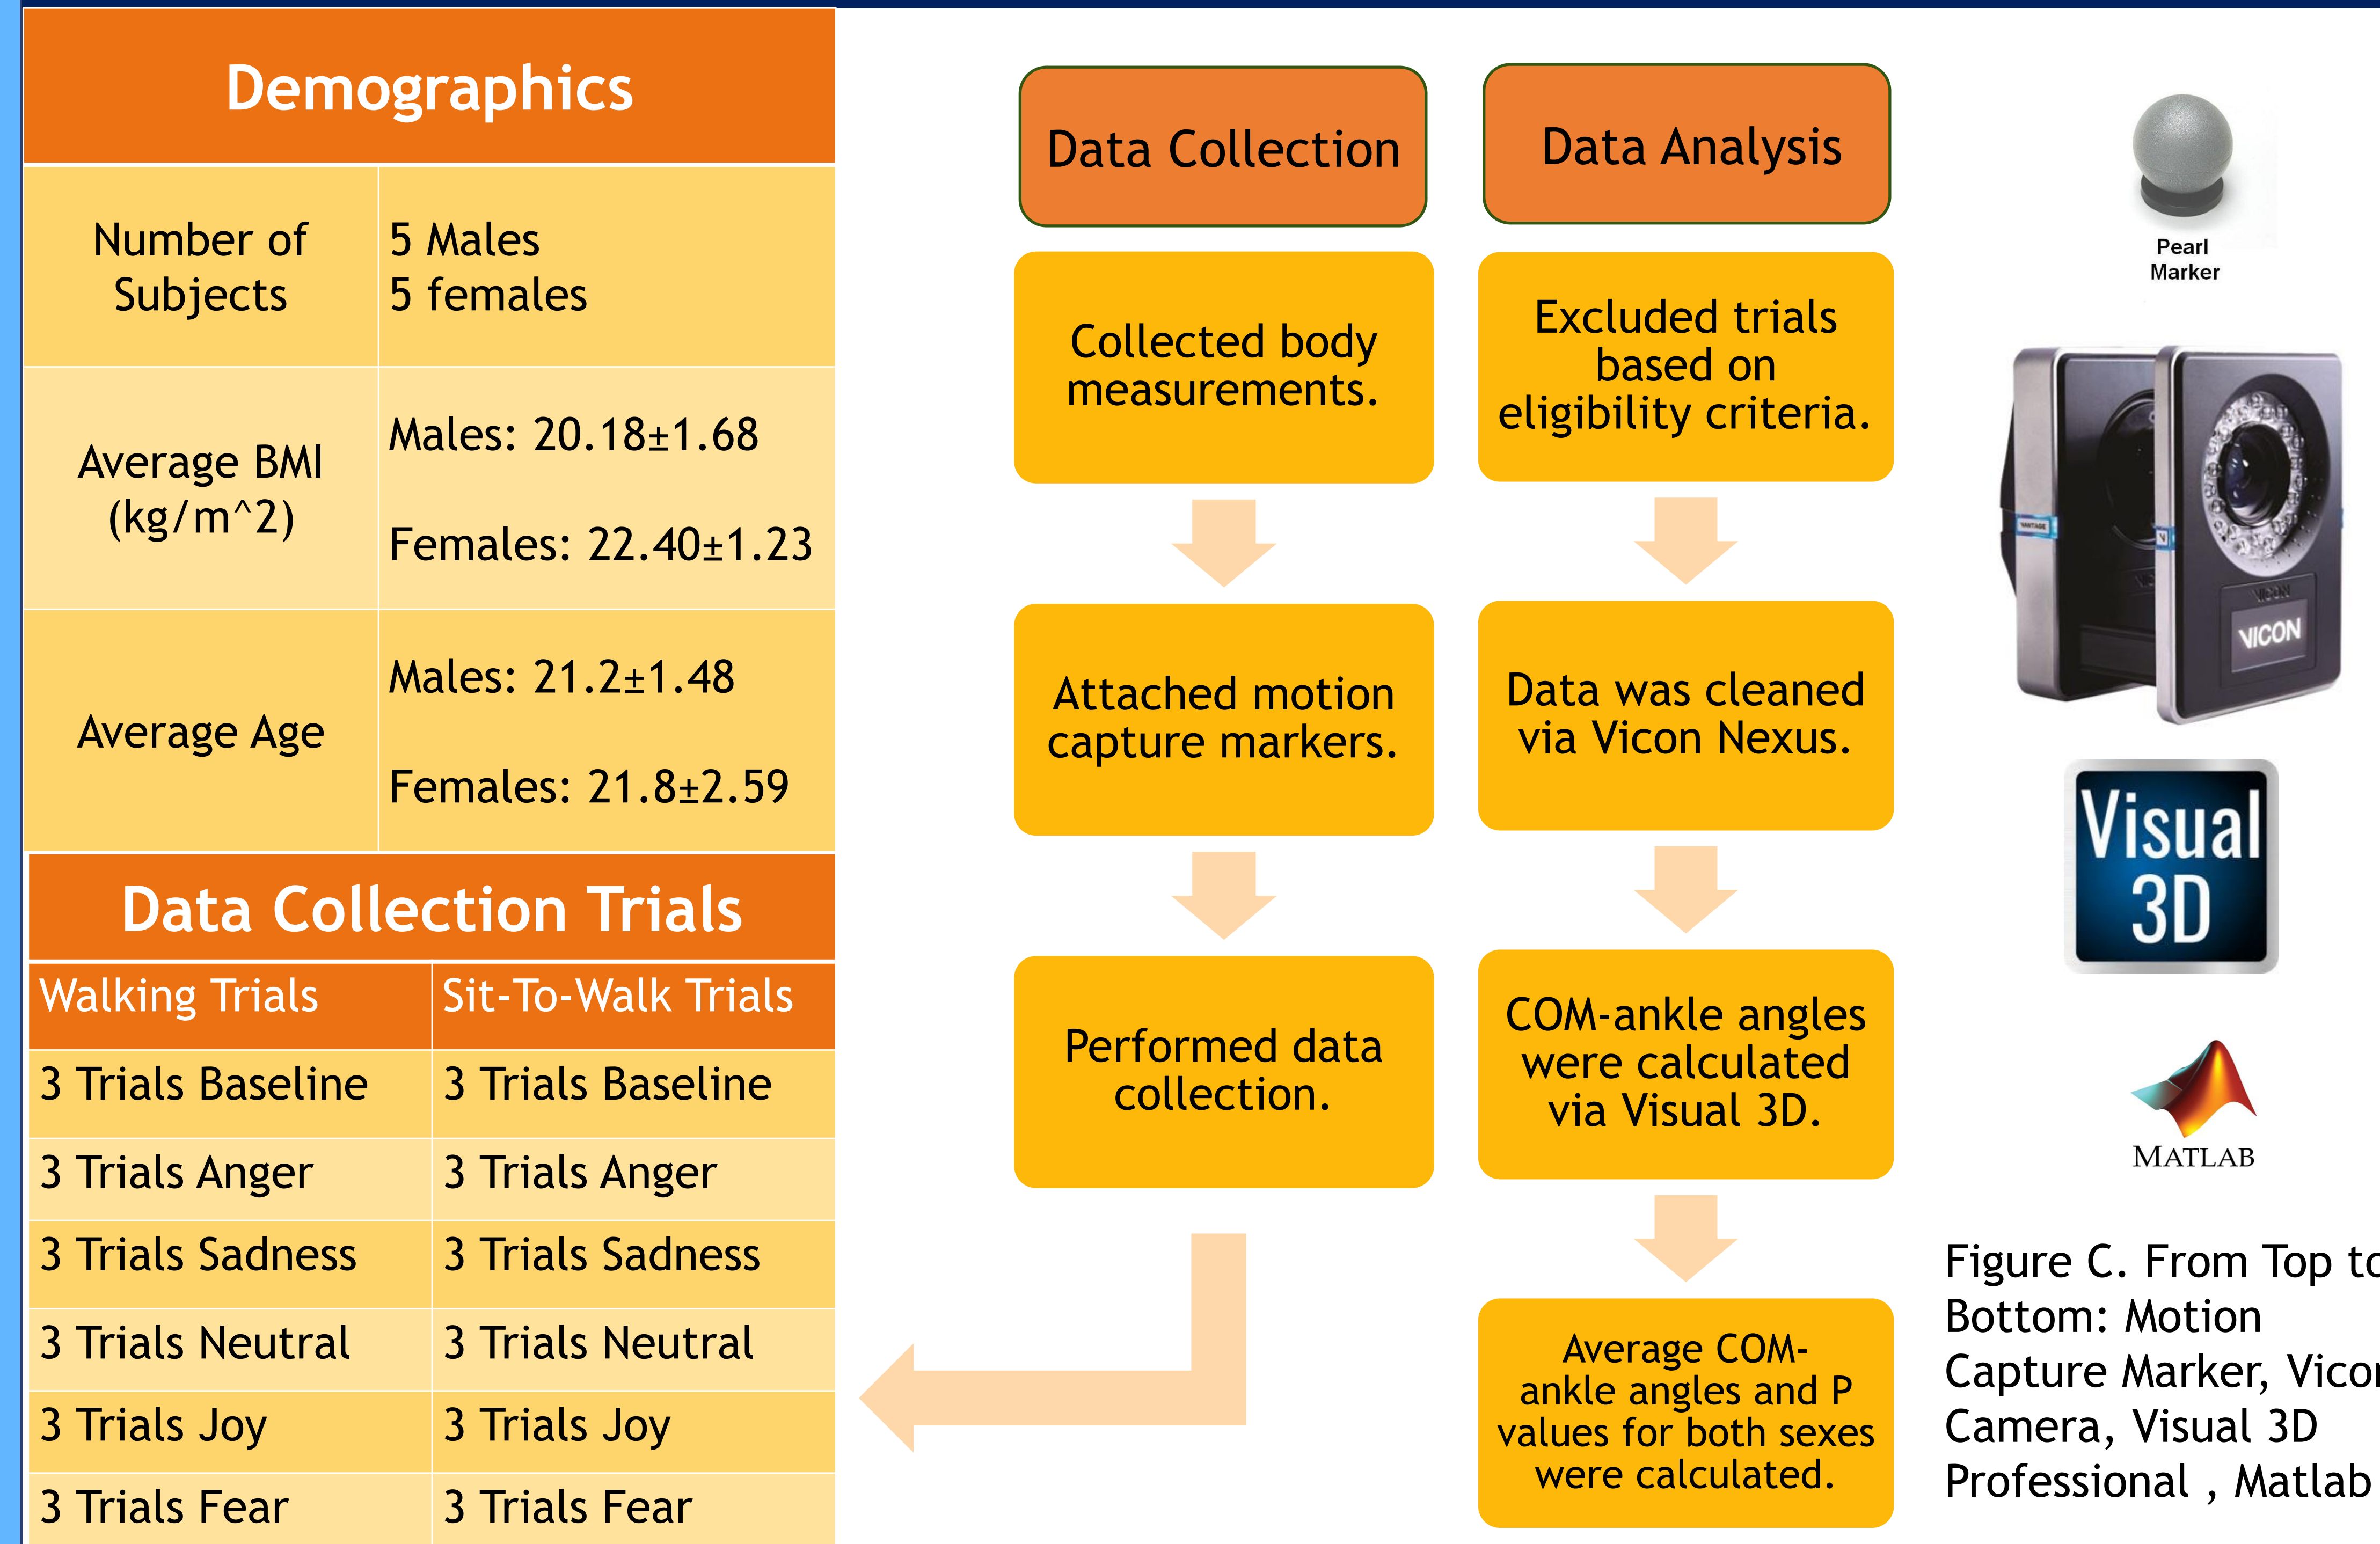 Demographics
Number of
Subjects
5 Males
5 females
Average BMI
(kg/m^2)
Males: 20.18±1.68
Females: 22.40±1.23
Average Age
Males: 21.2±1.48
Females: 21.8±2.59
Data Collection Trials
Walking Trials
Sit-To-Walk Trials
3 Trials Baseline
3 Trials Baseline
3 Trials Anger
3 Trials Anger
3 Trials Sadness
3 Trials Sadness
3 Trials Neutral
3 Trials Neutral
3 Trials Joy
3 Trials Joy
3 Trials Fear
3 Trials Fear
Data Collection
Collected body
measurements.
Attached motion
capture markers.
Performed data
collection.
Data Analysis
Excluded trials
based on
eligibility criteria.
Data was cleaned
via Vicon Nexus.
COM-ankle angles
were calculated
via Visual 3D.
Average COM-
ankle angles and P
values for both sexes
were calculated.
Pearl
Marker
VANTAGE
V
VICON
VICON
Visual
3D
MATLAB
Figure C. From Top to
Bottom: Motion
Capture Marker, Vicon
Camera, Visual 3D
Professional , Matlab